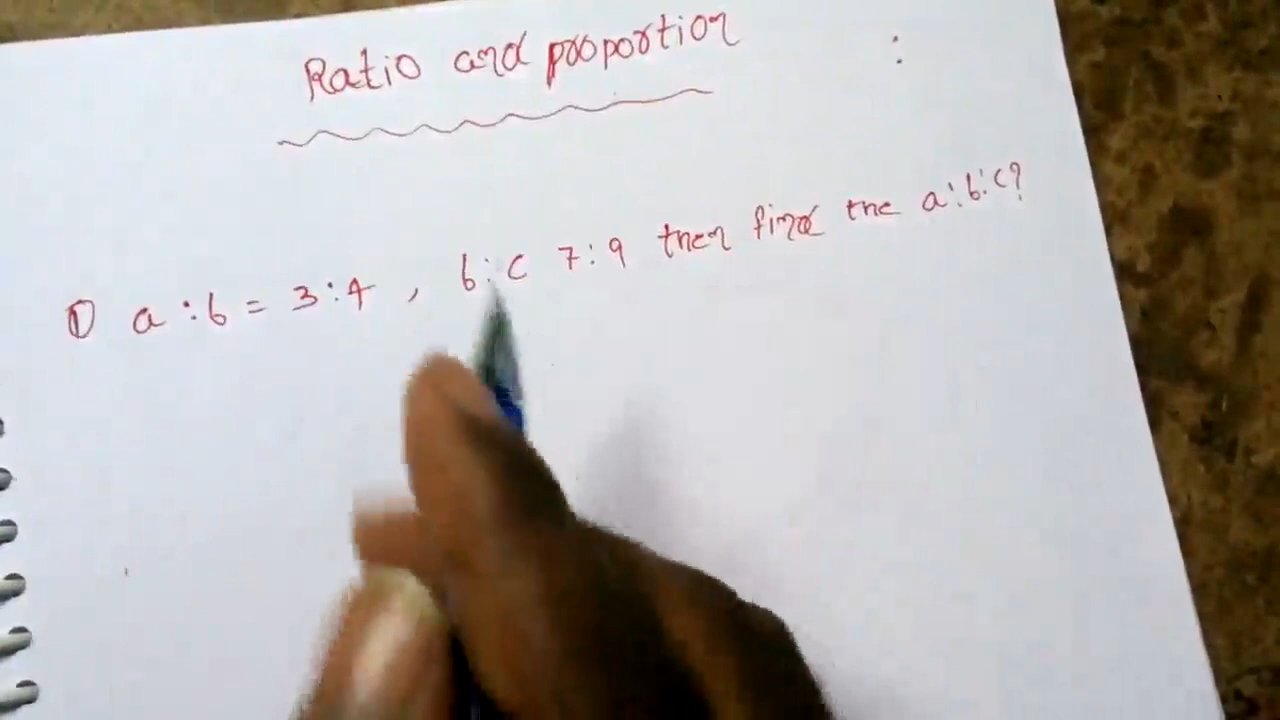 Ratio and proportion
① a:b = 3:4 , b:c 7:9 then find the a:b:c?